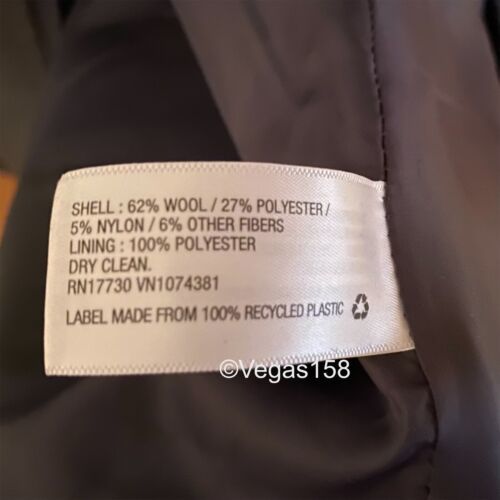 SHELL : 62% WOOL / 27% POLYESTER /
5% NYLON / 6% OTHER FIBERS
LINING : 100% POLYESTER
DRY CLEAN.
RN17730 VN1074381
LABEL MADE FROM 100% RECYCLED PLASTIC
©Vegas158